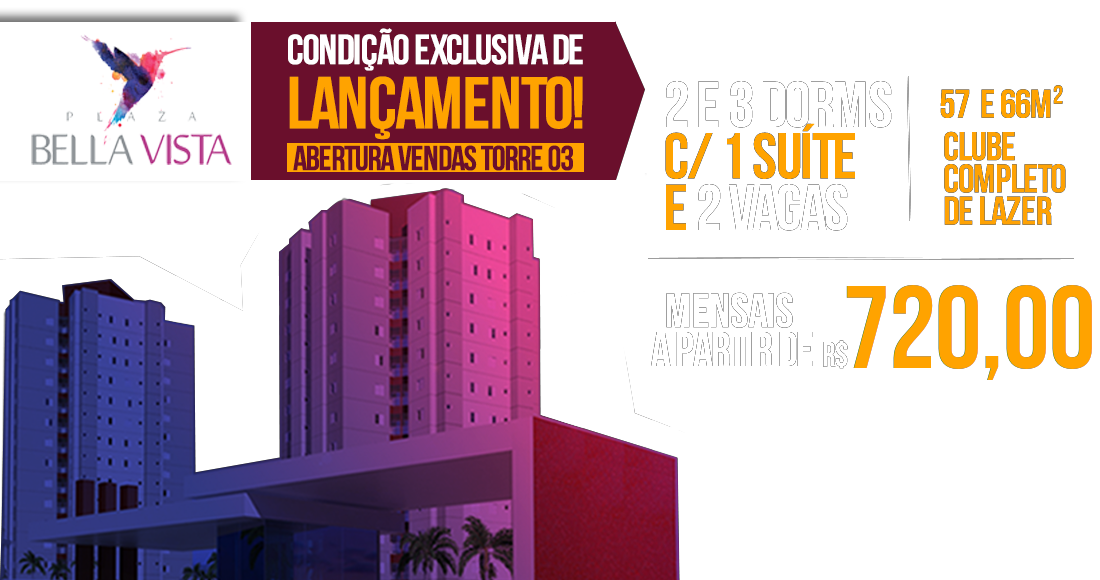 PLAZA
BELLA VISTA
CONDIÇÃO EXCLUSIVA DE
LANÇAMENTO!
ABERTURA VENDAS TORRE 03
2 E 3 DORMS
C/ 1 SUÍTE
E 2 VAGAS
57 E 66M²
CLUBE
COMPLETO
DE LAZER
MENSAIS
A PARTIR DE R$ 720,00